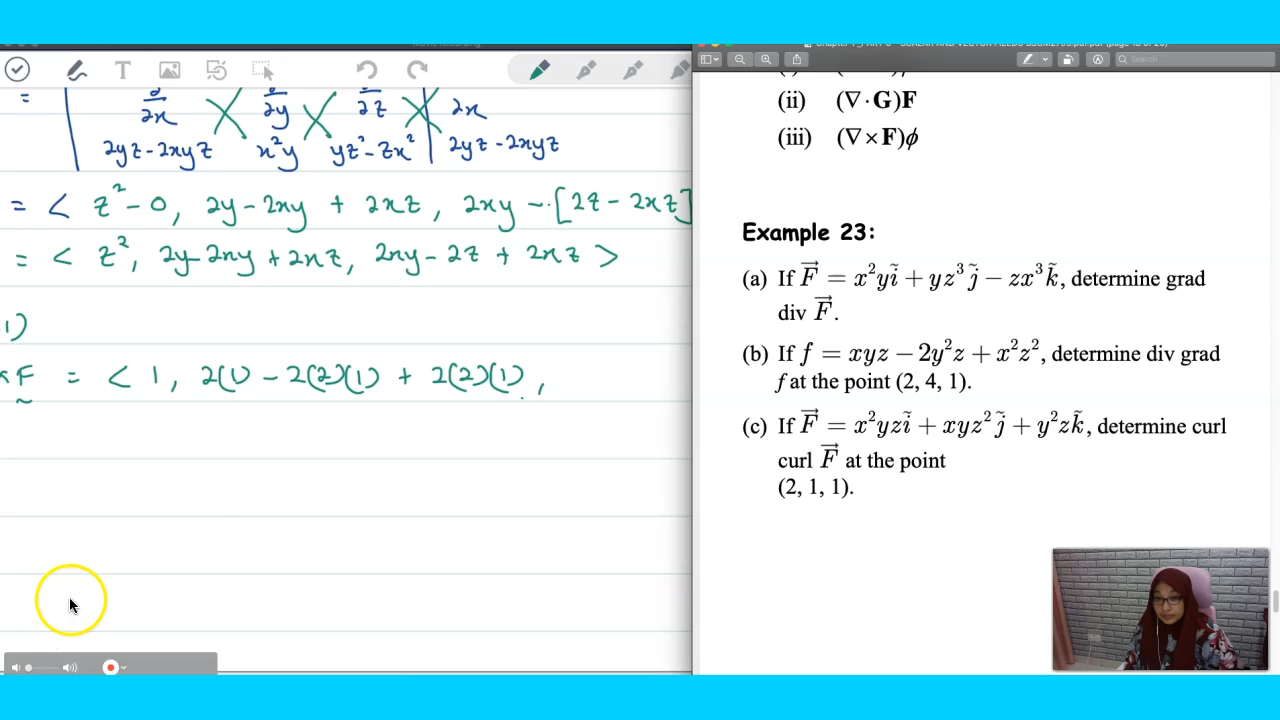 Search
= | ∂/∂x ∂/∂y ∂/∂z | ∂x
2yz - 2xyz x²y yz² - zx² 2yz - 2xyz
= < z² - 0, 2y - 2xy + 2xz, 2xy - [2z - 2xz]
= < z², 2y - 2xy + 2xz, 2xy - 2z + 2xz >
1)
F = < 1, 2(1) - 2(2)(1) + 2(2)(1),
(ii) (∇ · G)F
(iii) (∇ × F)ϕ
Example 23:
(a) If F⃗ = x²yĩ + yz³j̃ − zx³k̃, determine grad
div F⃗.
(b) If f = xyz − 2y²z + x²z², determine div grad
f at the point (2, 4, 1).
(c) If F⃗ = x²yzĩ + xyz²j̃ + y²zk̃, determine curl
curl F⃗ at the point
(2, 1, 1).